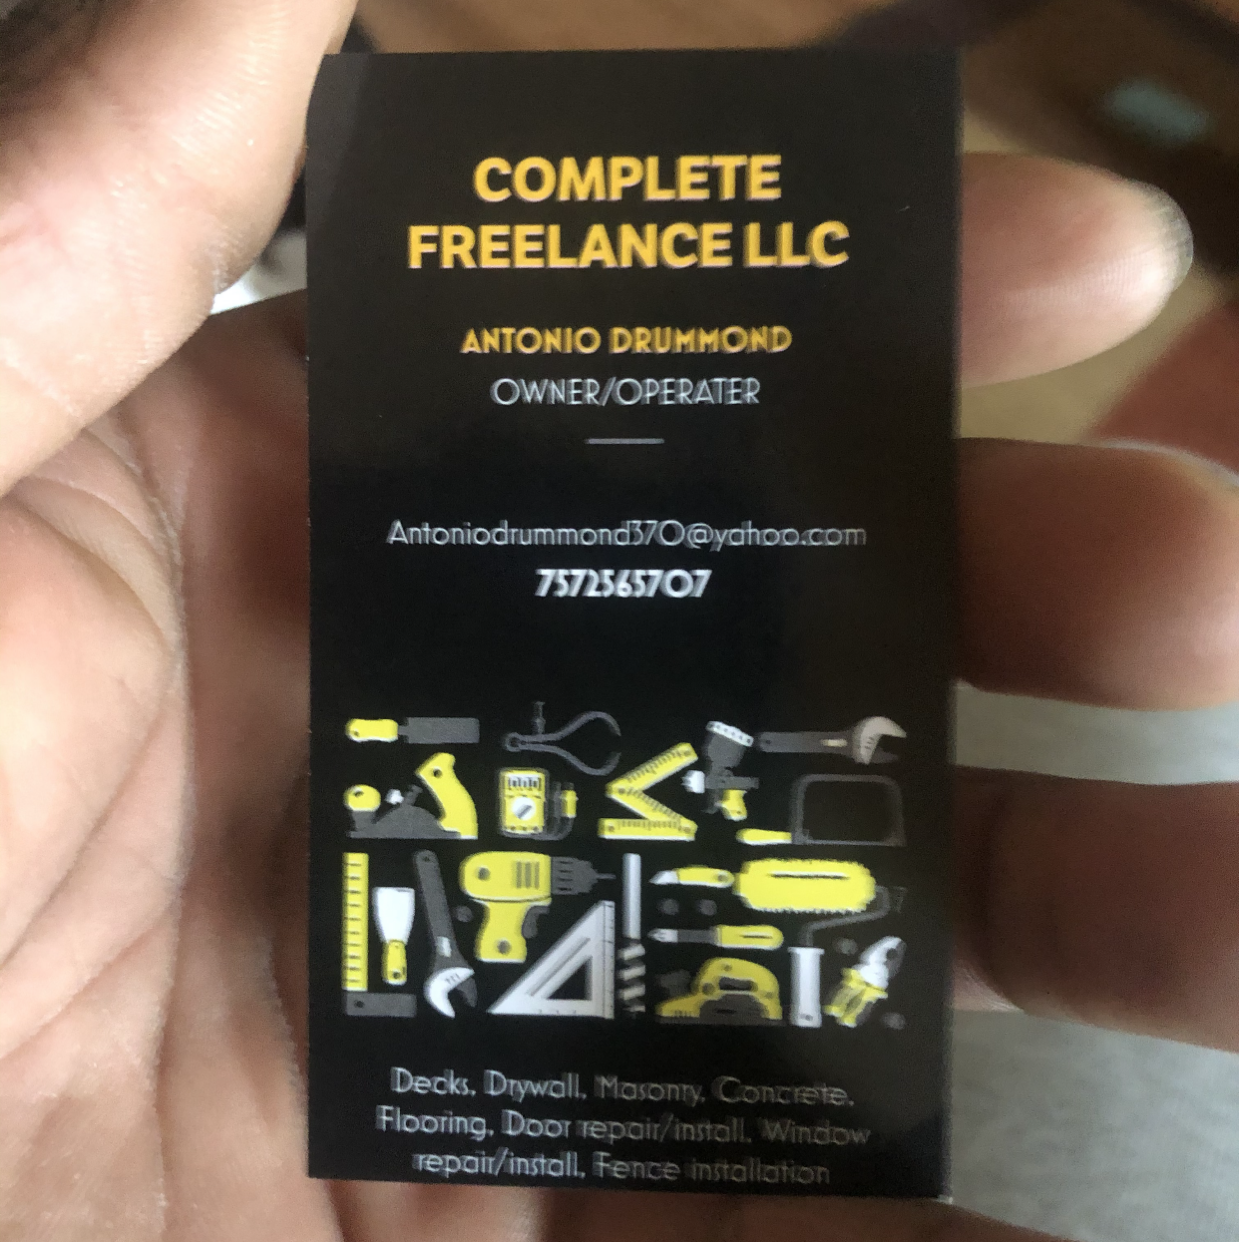 COMPLETE
FREELANCE LLC
ANTONIO DRUMMOND
OWNER/OPERATER
Antoniodrummond370@yahoo.com
7572565707
Decks, Drywall, Masonry, Concrete,
Flooring, Door repair/install, Window
repair/install, Fence installation